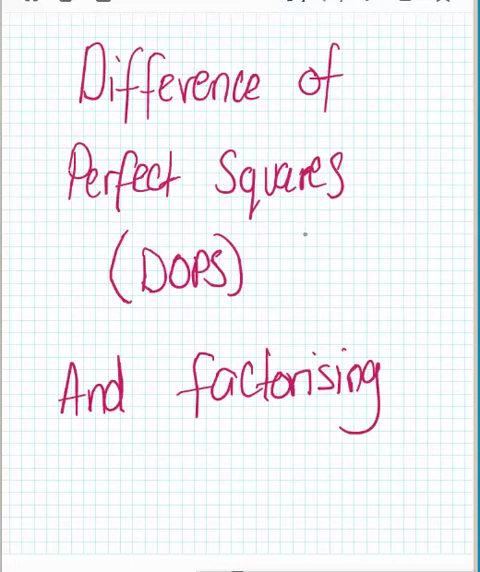 Difference of
Perfect Squares
(DOPS)
And factorising